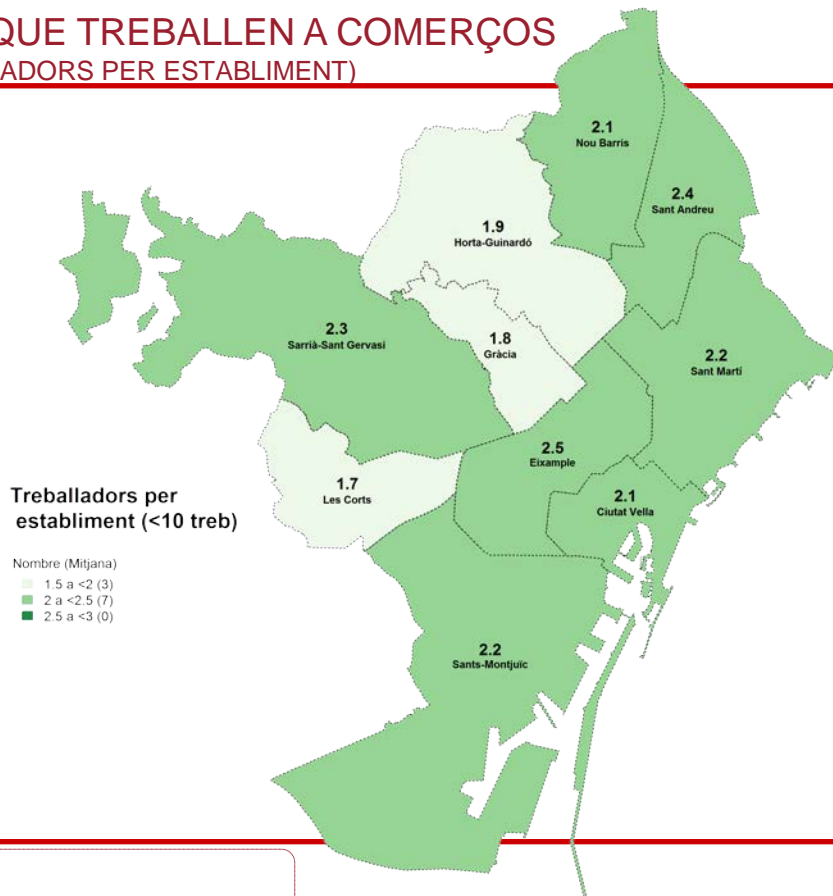 QUE TREBALLEN A COMERÇOS
ADORS PER ESTABLIMENT)
2.1
Nou Barris
2.4
Sant Andreu
1.9
Horta-Guinardó
2.3
Sarrià-Sant Gervasi
1.8
Gràcia
2.2
Sant Martí
2.5
Eixample
1.7
Les Corts
2.1
Ciutat Vella
Treballadors per
establiment (<10 treb)
Nombre (Mitjana)
1.5 a <2 (3)
2 a <2.5 (7)
2.5 a <3 (0)
2.2
Sants-Montjuïc